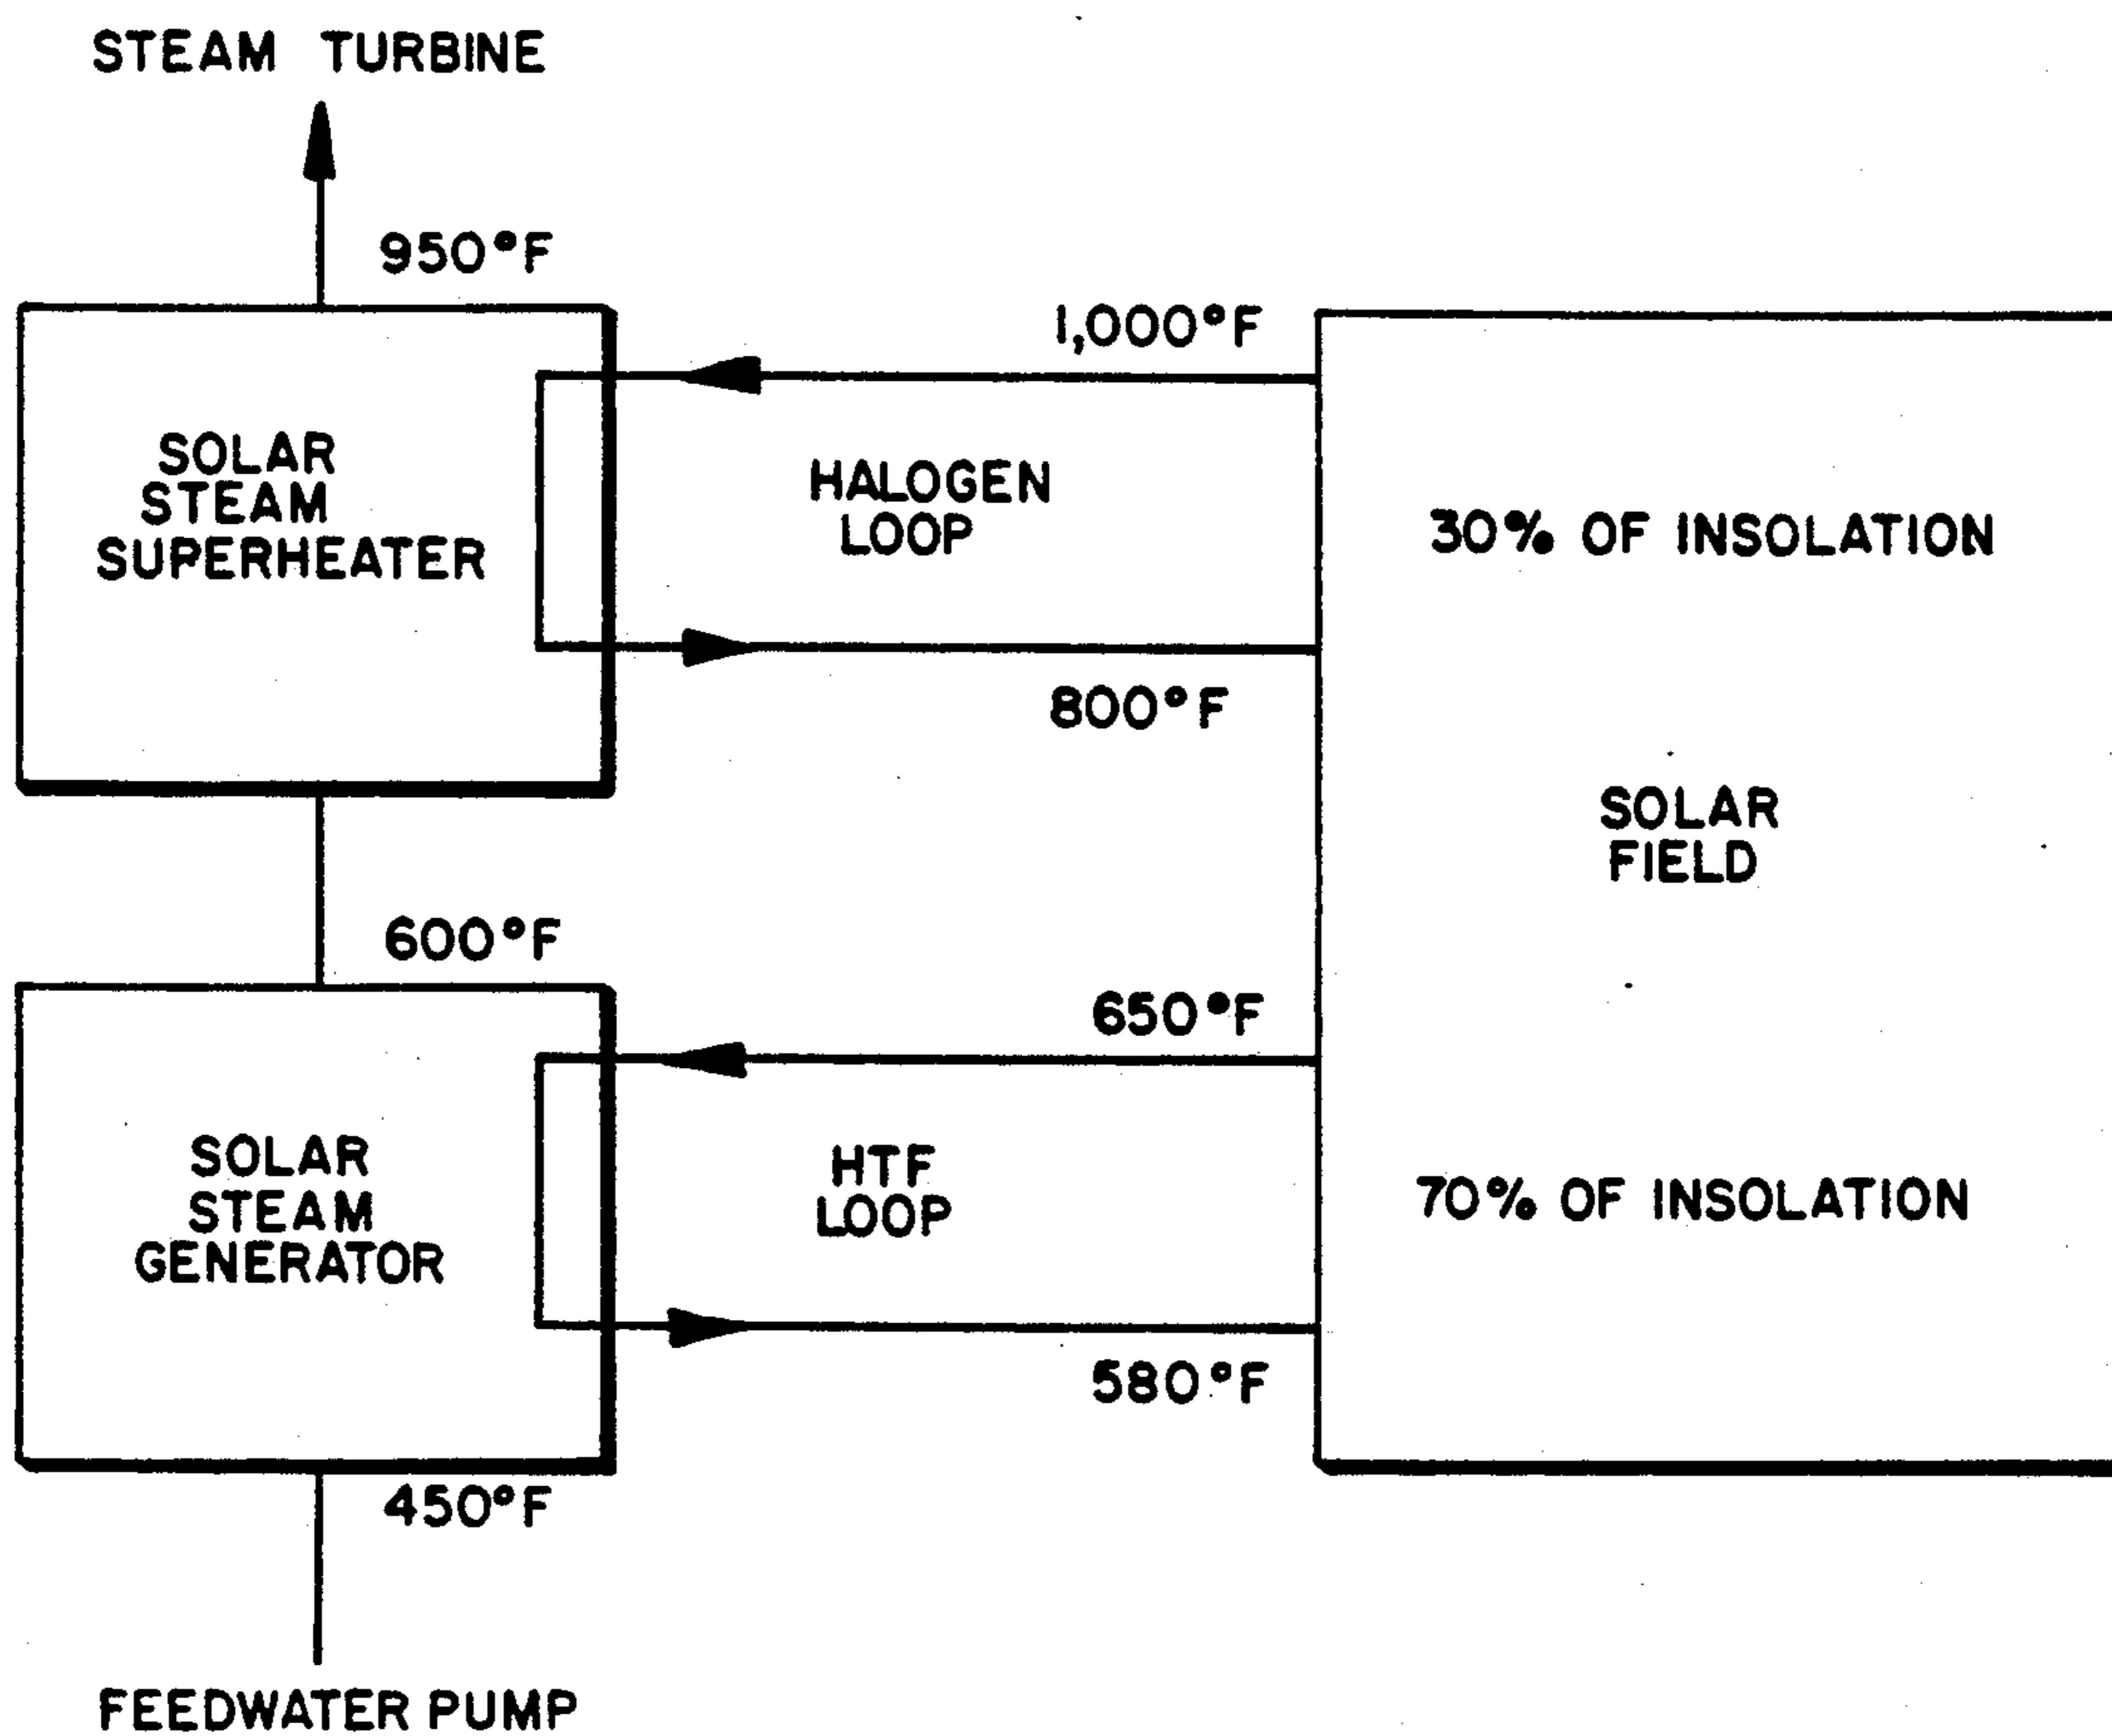 STEAM TURBINE
950°F
1,000°F
SOLAR
STEAM
SUPERHEATER
HALOGEN
LOOP
30% OF INSOLATION
800°F
SOLAR
FIELD
600°F
650°F
SOLAR
STEAM
GENERATOR
HTF
LOOP
70% OF INSOLATION
580°F
450°F
FEEDWATER PUMP